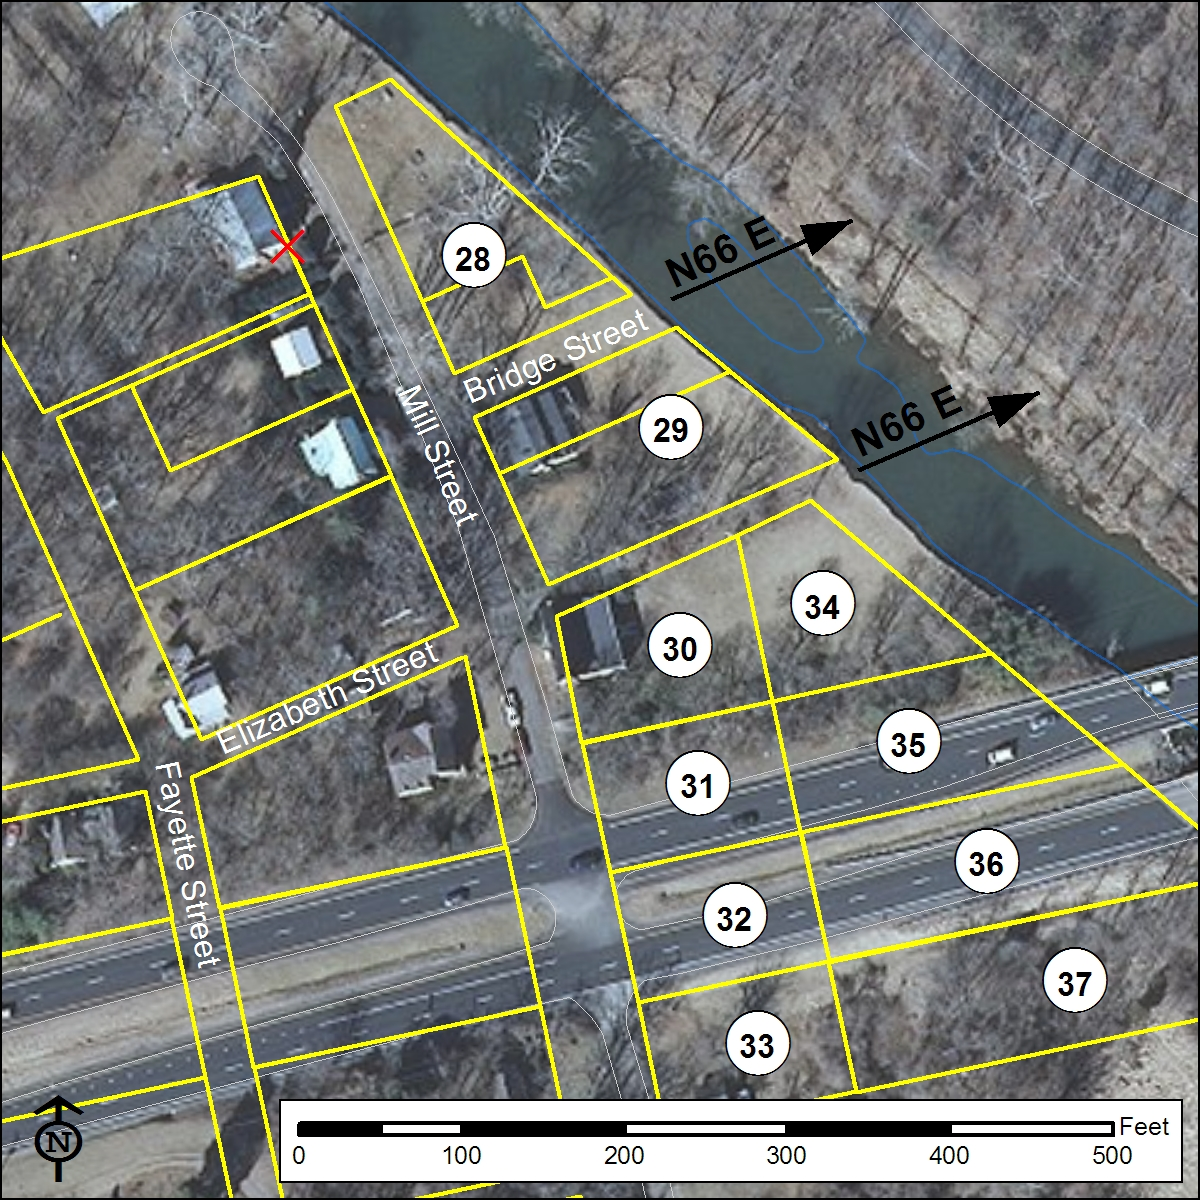 28
N66 E
Bridge Street
N66 E
Mill Street
29
34
30
Elizabeth Street
35
31
Fayette Street
36
32
37
33
N
Feet
0 100 200 300 400 500